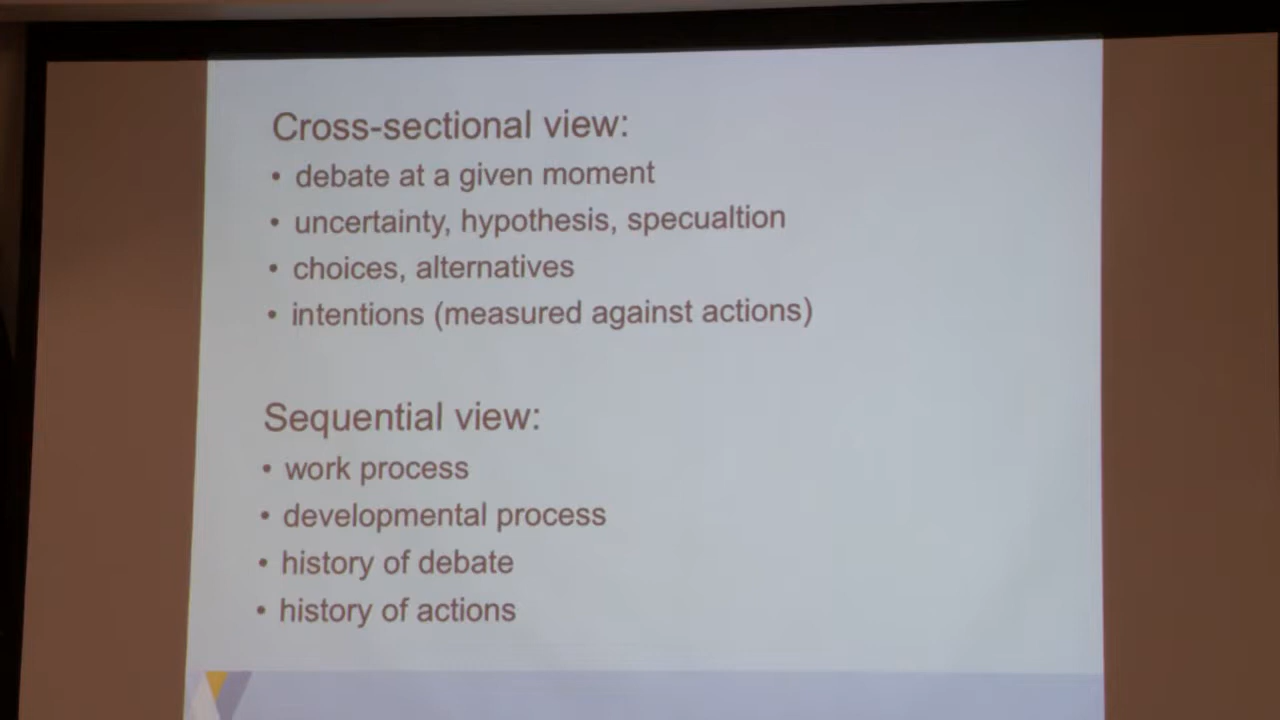 Cross-sectional view:
• debate at a given moment
• uncertainty, hypothesis, specualtion
• choices, alternatives
• intentions (measured against actions)
Sequential view:
• work process
• developmental process
• history of debate
• history of actions